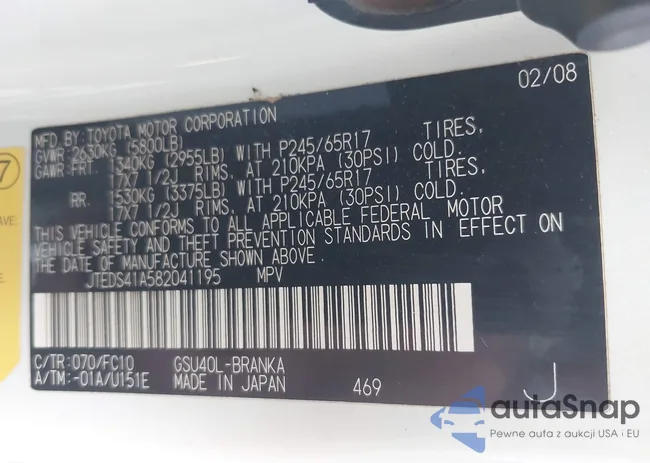 02/08
MFD BY: TOYOTA MOTOR CORPORATION
GVWR 2630KG (5800LB)
GAWR-FRT. 1340KG (2955LB) WITH P245/65R17 TIRES,
17X7 1/2J RIMS, AT 210KPA (30PSI) COLD.
RR. 1530KG (3375LB) WITH P245/65R17 TIRES,
17X7 1/2J RIMS, AT 210KPA (30PSI) COLD.
THIS VEHICLE CONFORMS TO ALL APPLICABLE FEDERAL MOTOR
VEHICLE SAFETY AND THEFT PREVENTION STANDARDS IN EFFECT ON
THE DATE OF MANUFACTURE SHOWN ABOVE.
JTEDS41A582041195 MPV
C/TR:070/FC10 GSU40L-BRANKA
A/TM:-01A/U151E MADE IN JAPAN 469 J
7
AVE:
autaSnap
Pewne auta z aukcji USA i EU